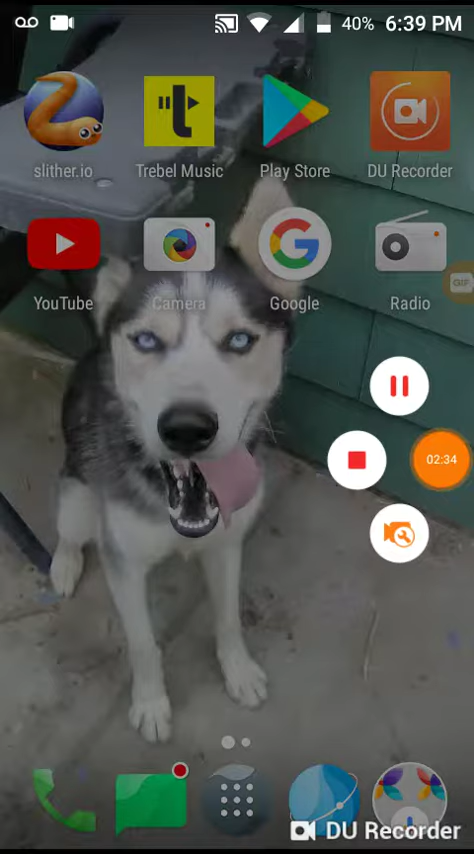 40% 6:39 PM
slither.io Trebel Music Play Store DU Recorder
YouTube Camera Google Radio
GIF
02:34
DU Recorder